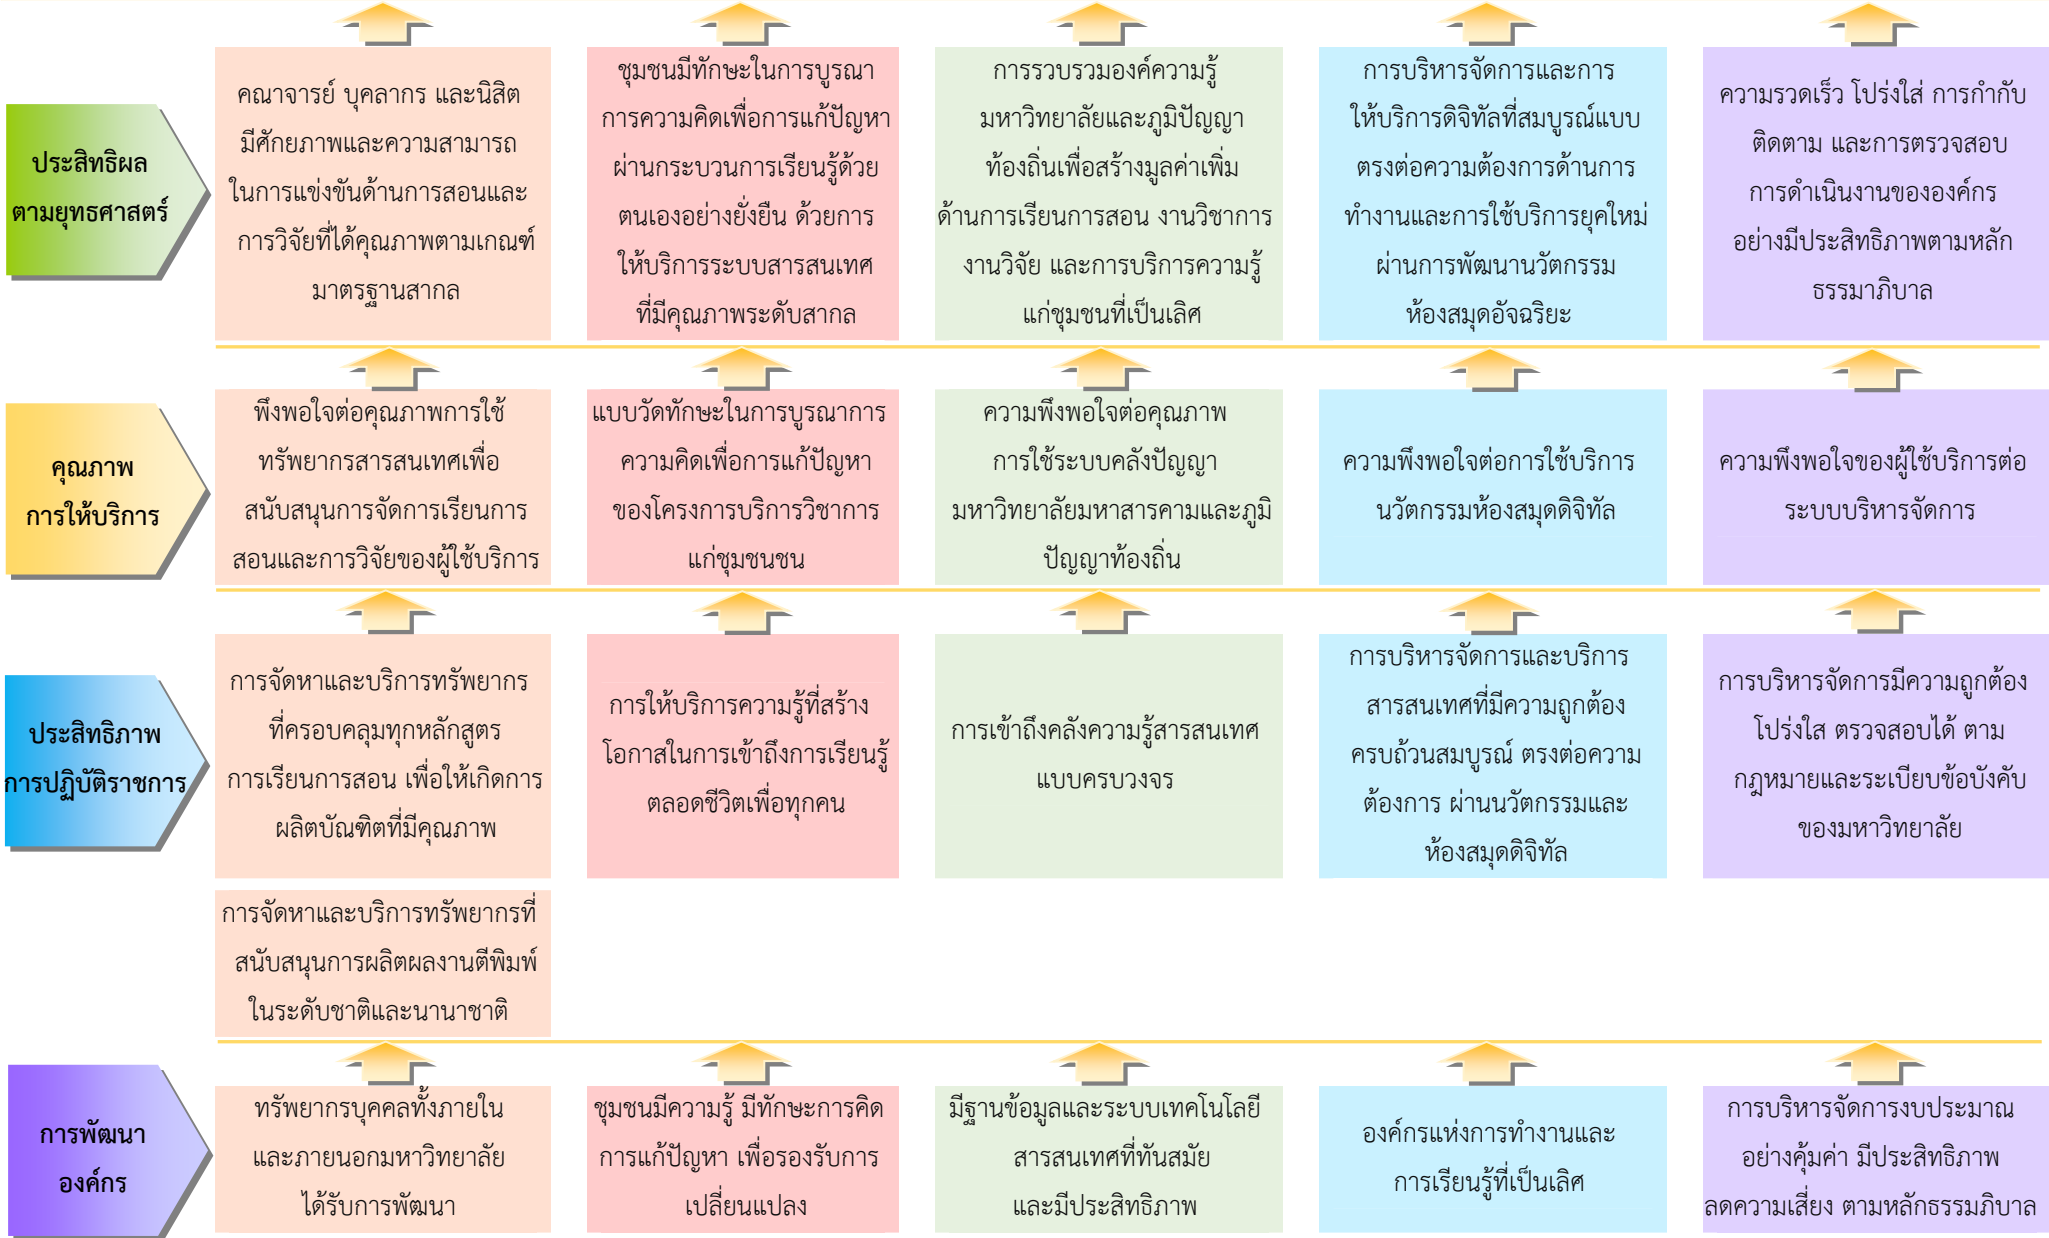 ประสิทธิผล
ตามยุทธศาสตร์
คณาจารย์ บุคลากร และนิสิต
มีศักยภาพและความสามารถ
ในการแข่งขันด้านการสอนและ
การวิจัยที่ได้คุณภาพตามเกณฑ์
มาตรฐานสากล
ชุมชนมีทักษะในการบูรณา
การความคิดเพื่อการแก้ปัญหา
ผ่านกระบวนการเรียนรู้ด้วย
ตนเองอย่างยั่งยืน ด้วยการ
ให้บริการระบบสารสนเทศ
ที่มีคุณภาพระดับสากล
การรวบรวมองค์ความรู้
มหาวิทยาลัยและภูมิปัญญา
ท้องถิ่นเพื่อสร้างมูลค่าเพิ่ม
ด้านการเรียนการสอน งานวิชาการ
งานวิจัย และการบริการความรู้
แก่ชุมชนที่เป็นเลิศ
การบริหารจัดการและการ
ให้บริการดิจิทัลที่สมบูรณ์แบบ
ตรงต่อความต้องการด้านการ
ทำงานและการใช้บริการยุคใหม่
ผ่านการพัฒนานวัตกรรม
ห้องสมุดอัจฉริยะ
ความรวดเร็ว โปร่งใส่ การกำกับ
ติดตาม และการตรวจสอบ
การดำเนินงานขององค์กร
อย่างมีประสิทธิภาพตามหลัก
ธรรมาภิบาล
คุณภาพ
การให้บริการ
พึงพอใจต่อคุณภาพการใช้
ทรัพยากรสารสนเทศเพื่อ
สนับสนุนการจัดการเรียนการ
สอนและการวิจัยของผู้ใช้บริการ
แบบวัดทักษะในการบูรณาการ
ความคิดเพื่อการแก้ปัญหา
ของโครงการบริการวิชาการ
แก่ชุมชนชน
ความพึงพอใจต่อคุณภาพ
การใช้ระบบคลังปัญญา
มหาวิทยาลัยมหาสารคามและภูมิ
ปัญญาท้องถิ่น
ความพึงพอใจต่อการใช้บริการ
นวัตกรรมห้องสมุดดิจิทัล
ความพึงพอใจของผู้ใช้บริการต่อ
ระบบบริหารจัดการ
ประสิทธิภาพ
การปฏิบัติราชการ
การจัดหาและบริการทรัพยากร
ที่ครอบคลุมทุกหลักสูตร
การเรียนการสอน เพื่อให้เกิดการ
ผลิตบัณฑิตที่มีคุณภาพ
การให้บริการความรู้ที่สร้าง
โอกาสในการเข้าถึงการเรียนรู้
ตลอดชีวิตเพื่อทุกคน
การเข้าถึงคลังความรู้สารสนเทศ
แบบครบวงจร
การบริหารจัดการและบริการ
สารสนเทศที่มีความถูกต้อง
ครบถ้วนสมบูรณ์ ตรงต่อความ
ต้องการ ผ่านนวัตกรรมและ
ห้องสมุดดิจิทัล
การบริหารจัดการมีความถูกต้อง
โปร่งใส ตรวจสอบได้ ตาม
กฎหมายและระเบียบข้อบังคับ
ของมหาวิทยาลัย
การจัดหาและบริการทรัพยากรที่
สนับสนุนการผลิตผลงานตีพิมพ์
ในระดับชาติและนานาชาติ
การพัฒนา
องค์กร
ทรัพยากรบุคคลทั้งภายใน
และภายนอกมหาวิทยาลัย
ได้รับการพัฒนา
ชุมชนมีความรู้ มีทักษะการคิด
การแก้ปัญหา เพื่อรองรับการ
เปลี่ยนแปลง
มีฐานข้อมูลและระบบเทคโนโลยี
สารสนเทศที่ทันสมัย
และมีประสิทธิภาพ
องค์กรแห่งการทำงานและ
การเรียนรู้ที่เป็นเลิศ
การบริหารจัดการงบประมาณ
อย่างคุ้มค่า มีประสิทธิภาพ
ลดความเสี่ยง ตามหลักธรรมภิบาล